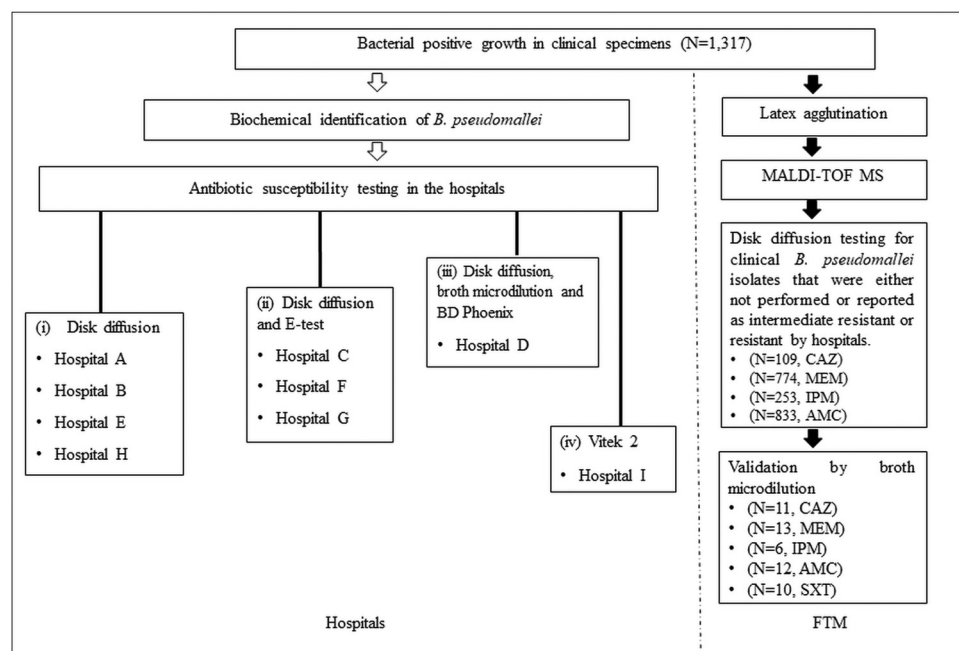 Bacterial positive growth in clinical specimens (N=1,317)
Biochemical identification of B. pseudomallei
Antibiotic susceptibility testing in the hospitals
(i) Disk diffusion
• Hospital A
• Hospital B
• Hospital E
• Hospital H
(ii) Disk diffusion
and E-test
• Hospital C
• Hospital F
• Hospital G
(iii) Disk diffusion,
broth microdilution and
BD Phoenix
• Hospital D
(iv) Vitek 2
• Hospital I
Hospitals
Latex agglutination
MALDI-TOF MS
Disk diffusion testing for
clinical B. pseudomallei
isolates that were either
not performed or reported
as intermediate resistant or
resistant by hospitals.
• (N=109, CAZ)
• (N=774, MEM)
• (N=253, IPM)
• (N=833, AMC)
Validation by broth
microdilution
• (N=11, CAZ)
• (N=13, MEM)
• (N=6, IPM)
• (N=12, AMC)
• (N=10, SXT)
FTM